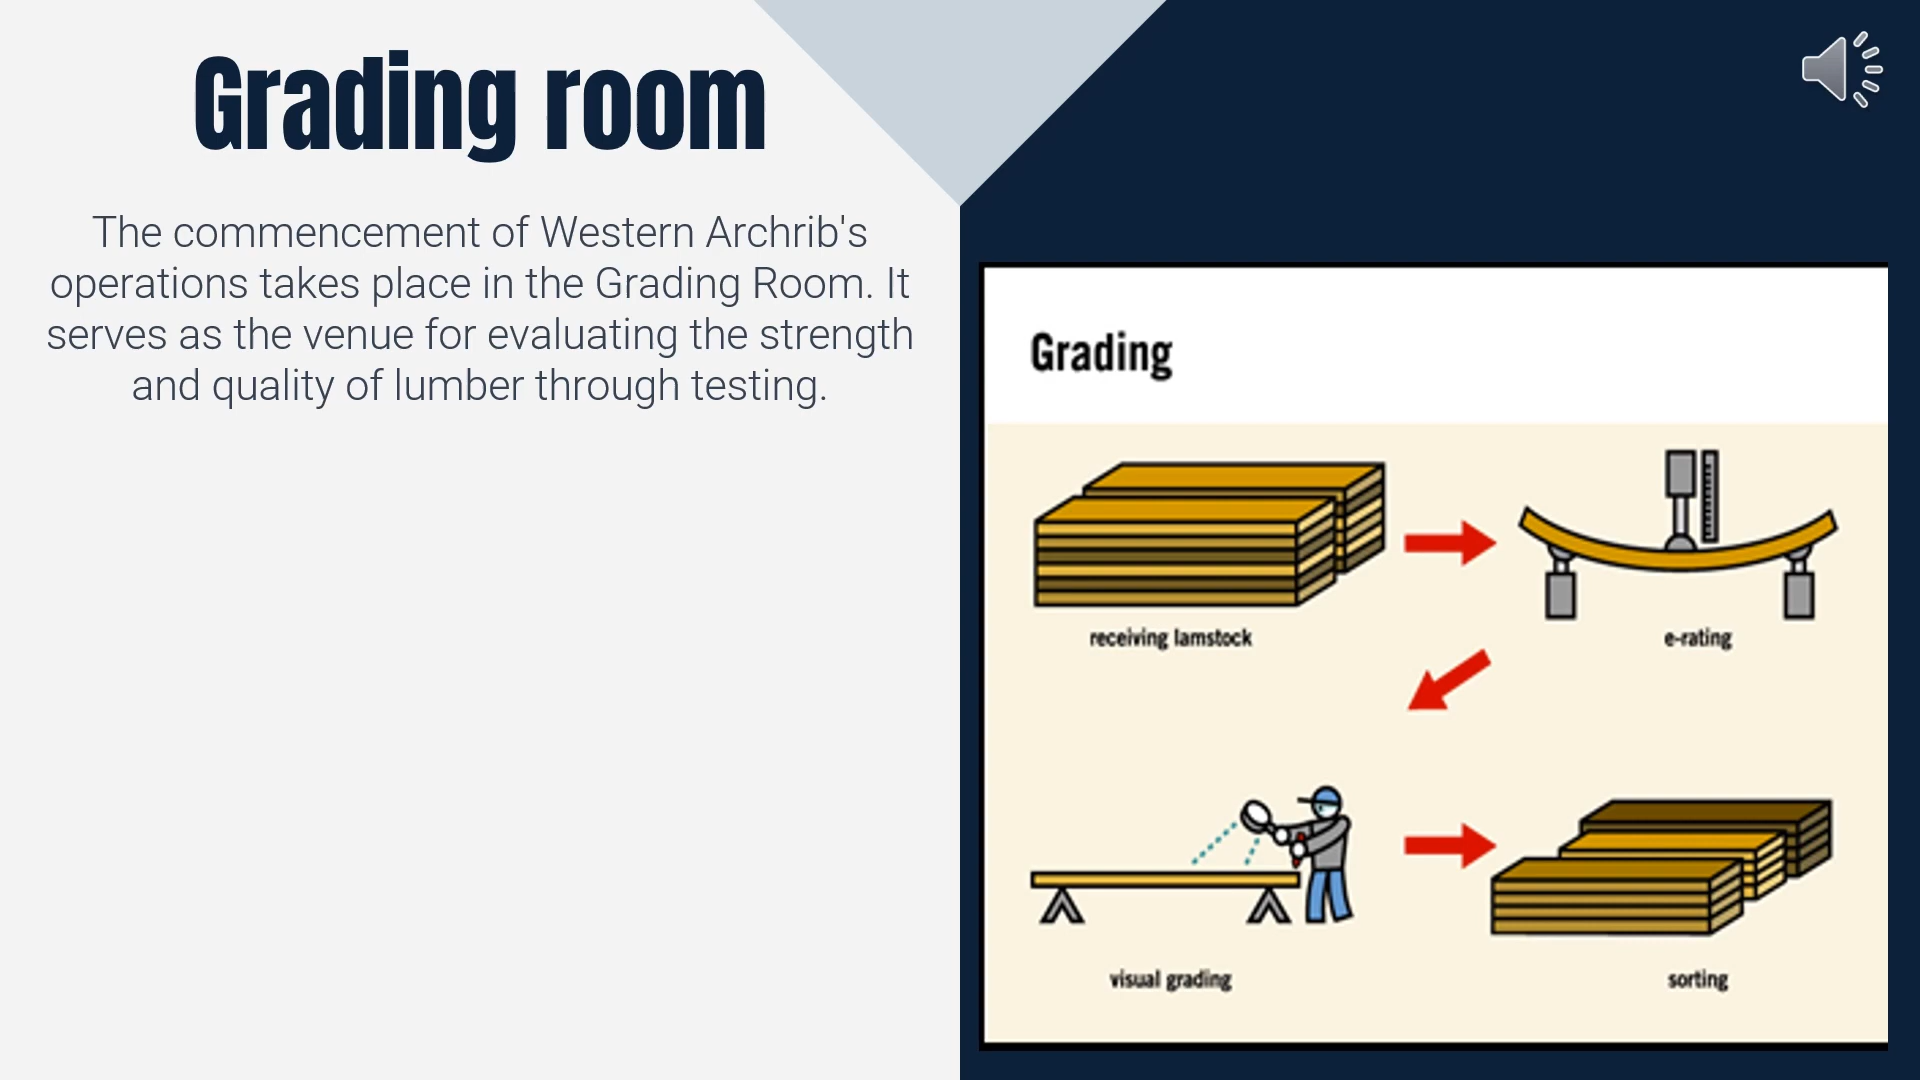 Grading room
The commencement of Western Archrib's
operations takes place in the Grading Room. It
serves as the venue for evaluating the strength
and quality of lumber through testing.
Grading
receiving lamstock
e-rating
visual grading
sorting